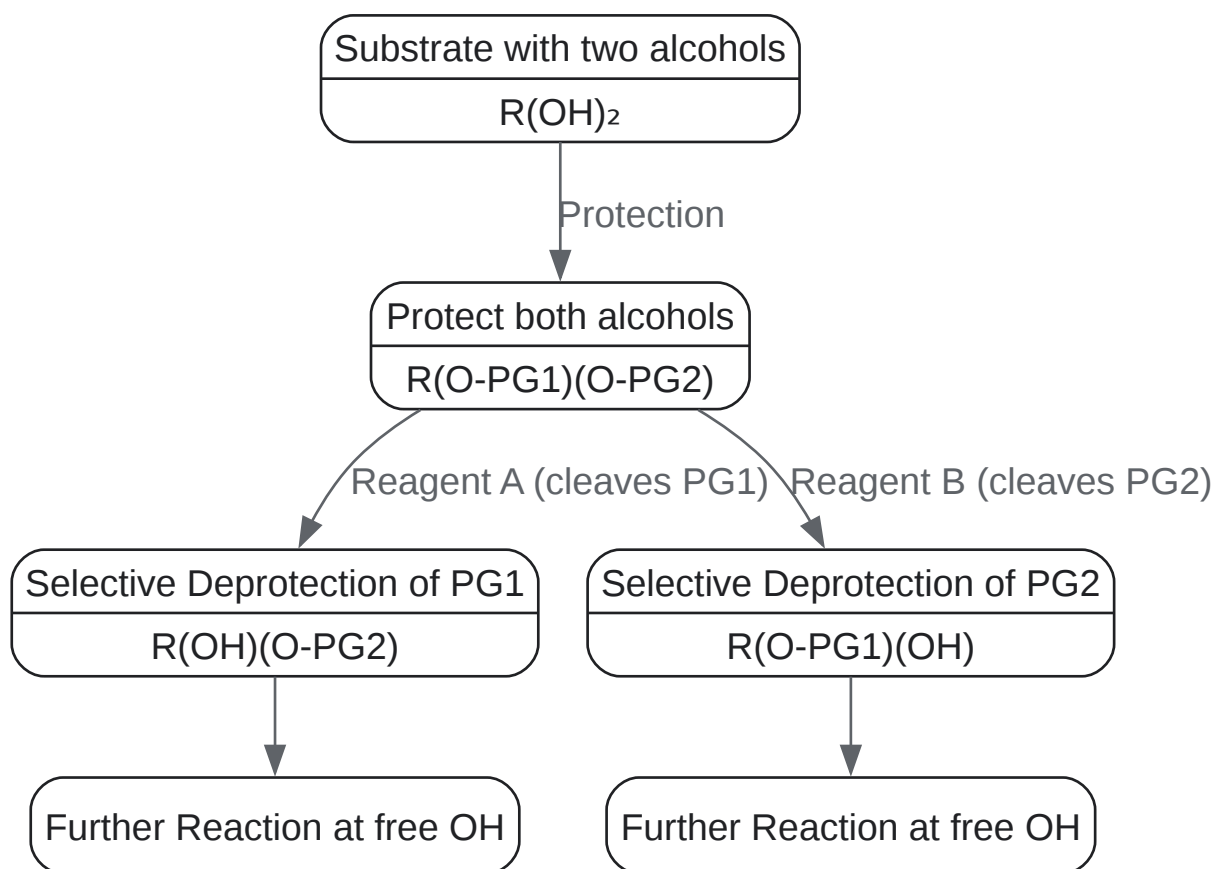 Substrate with two alcohols
R(OH)₂
Protection
Protect both alcohols
R(O-PG1)(O-PG2)
Reagent A (cleaves PG1)
Reagent B (cleaves PG2)
Selective Deprotection of PG1
R(OH)(O-PG2)
Selective Deprotection of PG2
R(O-PG1)(OH)
Further Reaction at free OH
Further Reaction at free OH